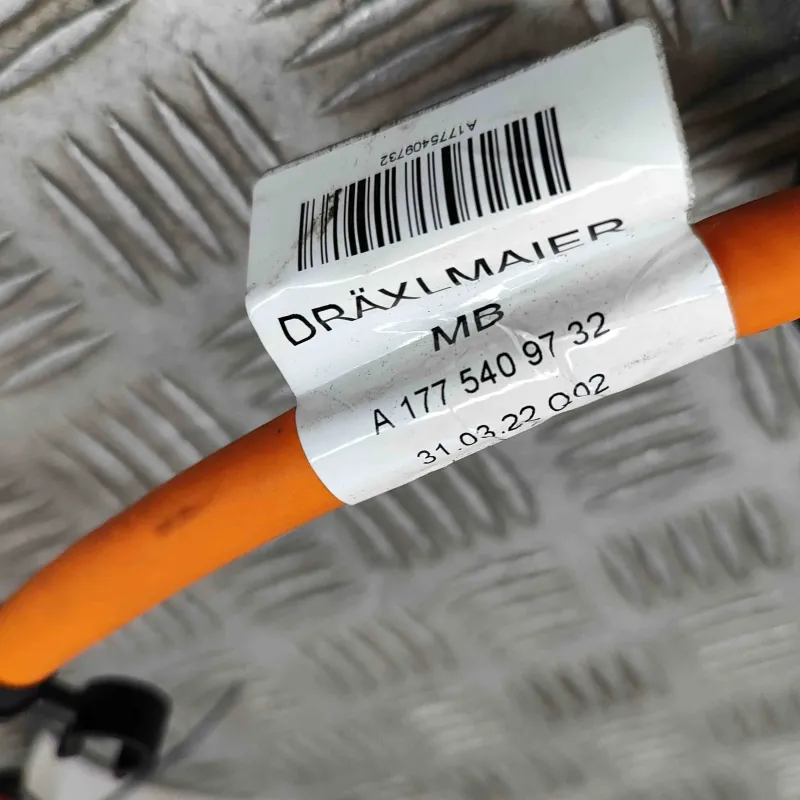 A1775409732
DRÄXLMAIER
MB
A 177 540 97 32
31.03.22 Q02